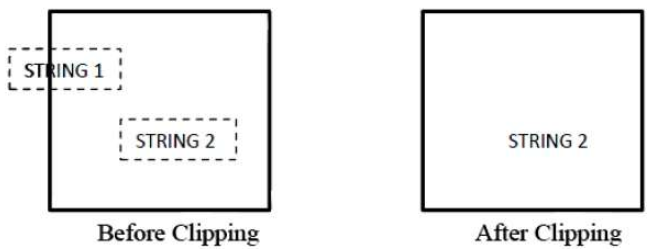 STRING 1
STRING 2
STRING 2
Before Clipping
After Clipping